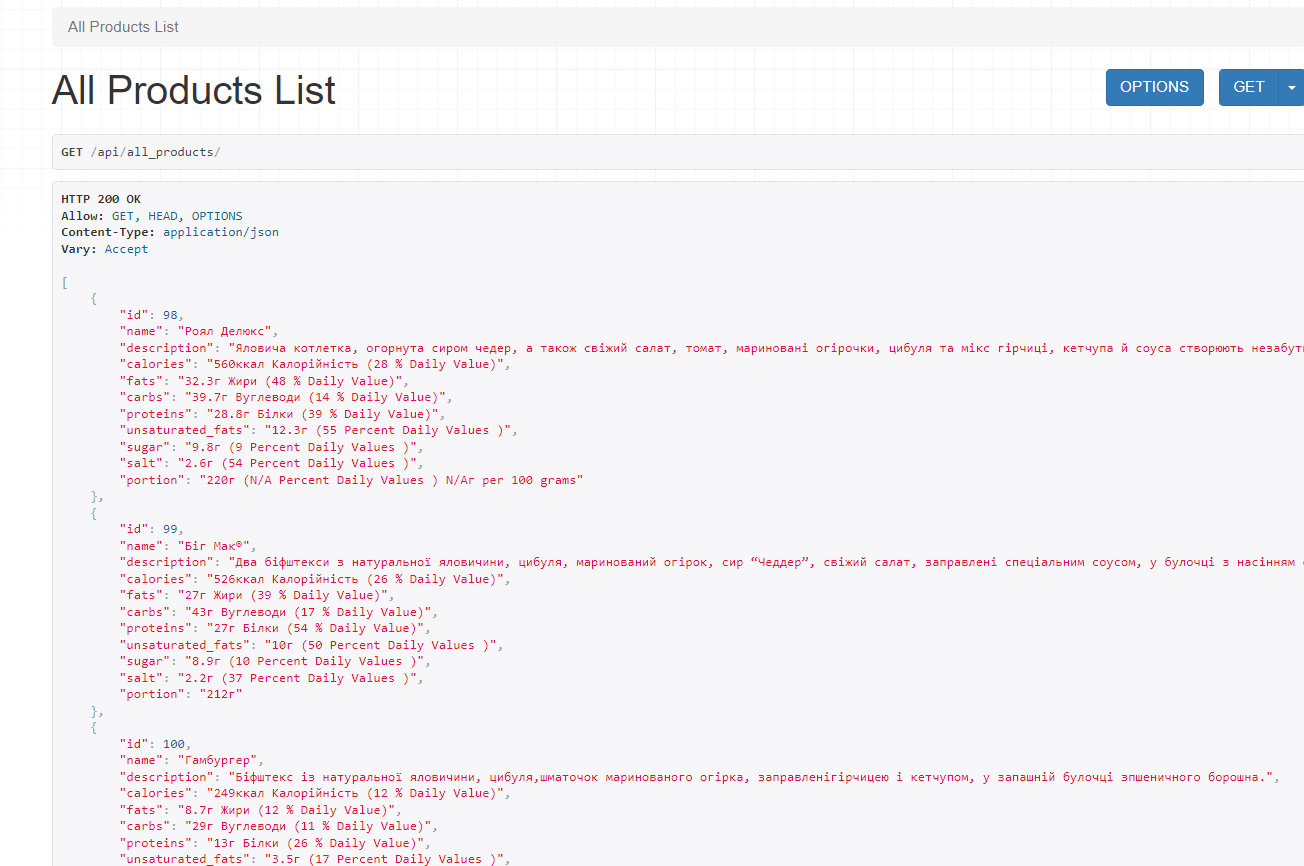 All Products List
All Products List
OPTIONS
GET
GET /api/all_products/
HTTP 200 OK
Allow: GET, HEAD, OPTIONS
Content-Type: application/json
Vary: Accept
[
{
"id": 98,
"name": "Роял Делюкс",
"description": "Яловича котлетка, огорнута сиром чедер, а також свіжий салат, томат, мариновані огірочки, цибуля та мікс гірчиці, кетчупа й соуса створюють
"calories": "560ккал Калорійність (28 % Daily Value)",
"fats": "32.3г Жири (48 % Daily Value)",
"carbs": "39.7г Вуглеводи (14 % Daily Value)",
"proteins": "28.8г Білки (39 % Daily Value)",
"unsaturated_fats": "12.3г (55 Percent Daily Values )",
"sugar": "9.8г (9 Percent Daily Values )",
"salt": "2.6г (54 Percent Daily Values )",
"portion": "220г (N/A Percent Daily Values ) N/Aг per 100 grams"
},
{
"id": 99,
"name": "Біг Мак®",
"description": "Два біфштекси з натуральної яловичини, цибуля, маринований огірок, сир “Чеддер”, свіжий салат, заправлені спеціальним соусом, у булочці з насінням
"calories": "526ккал Калорійність (26 % Daily Value)",
"fats": "27г Жири (39 % Daily Value)",
"carbs": "43г Вуглеводи (17 % Daily Value)",
"proteins": "27г Білки (54 % Daily Value)",
"unsaturated_fats": "10г (50 Percent Daily Values )",
"sugar": "8.9г (10 Percent Daily Values )",
"salt": "2.2г (37 Percent Daily Values )",
"portion": "212г"
},
{
"id": 100,
"name": "Гамбургер",
"description": "Біфштекс із натуральної яловичини, цибуля,шматочок маринованого огірка, заправленігірчицею і кетчупом, у запашній булочці зпшеничного борошна.",
"calories": "249ккал Калорійність (12 % Daily Value)",
"fats": "8.7г Жири (12 % Daily Value)",
"carbs": "29г Вуглеводи (11 % Daily Value)",
"proteins": "13г Білки (26 % Daily Value)",
"unsaturated_fats": "3.5г (17 Percent Daily Values )",